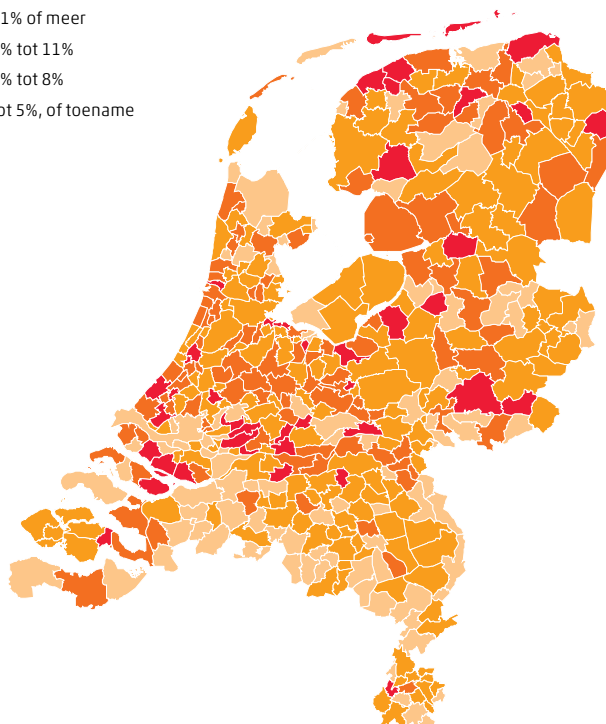 1% of meer
% tot 11%
% tot 8%
ot 5%, of toename